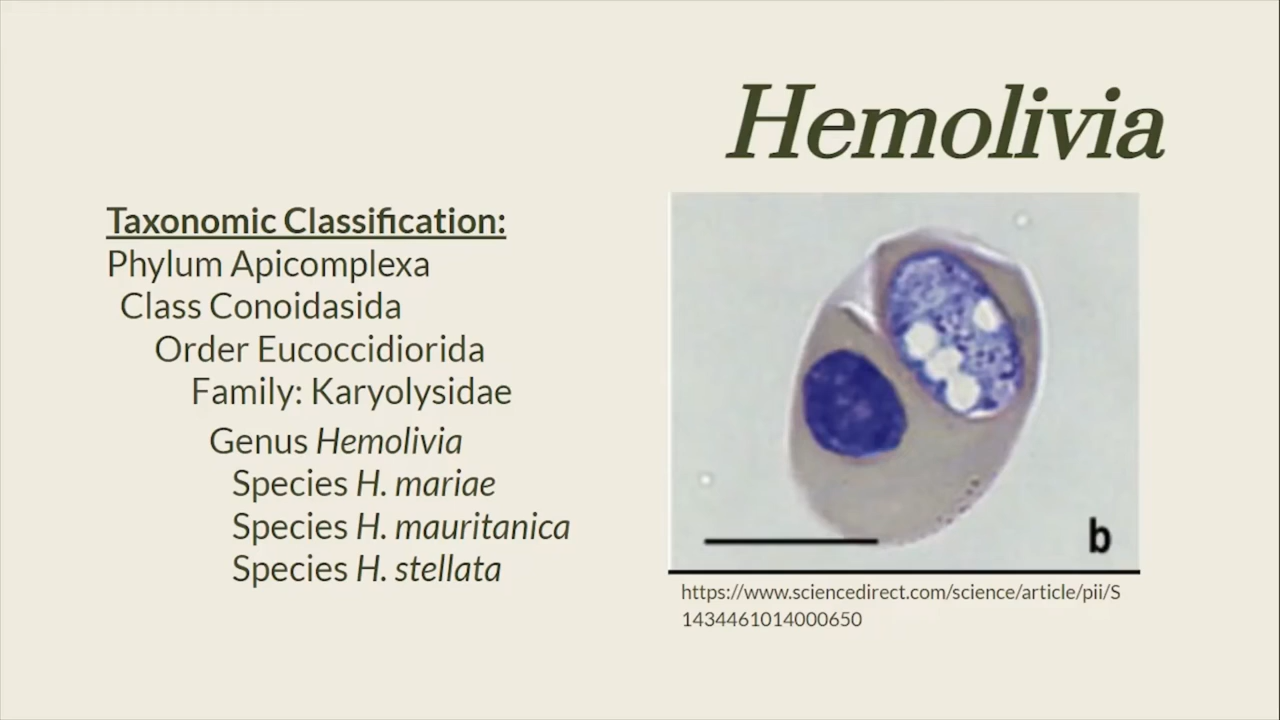 Hemolivia
Taxonomic Classification:
Phylum Apicomplexa
Class Conoidasida
Order Eucoccidiorida
Family: Karyolysidae
Genus Hemolivia
Species H. mariae
Species H. mauritanica
Species H. stellata
b
https://www.sciencedirect.com/science/article/pii/S
1434461014000650